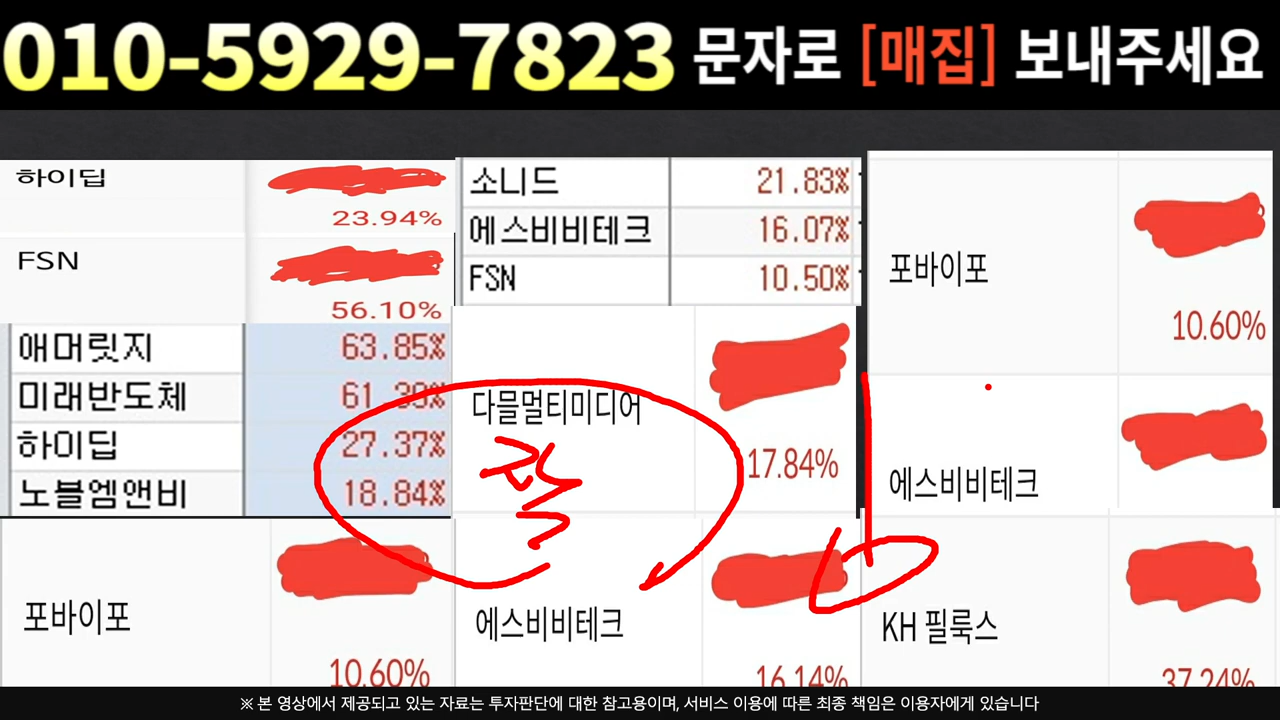 010-5929-7823 문자로 [매집] 보내주세요
하이딥
23.94%
FSN
56.10%
애머릿지 63.85%
미래반도체 61.39%
하이딥 27.37%
노블엠앤비 18.84%
포바이포
10.60%
소니드 21.83%
에스비비테크 16.07%
FSN 10.50%
다믈멀티미디어
17.84%
잘
에스비비테크
16.14%
포바이포
10.60%
에스비비테크
KH 필룩스
37.24%
※ 본 영상에서 제공되고 있는 자료는 투자판단에 대한 참고용이며, 서비스 이용에 따른 최종 책임은 이용자에게 있습니다